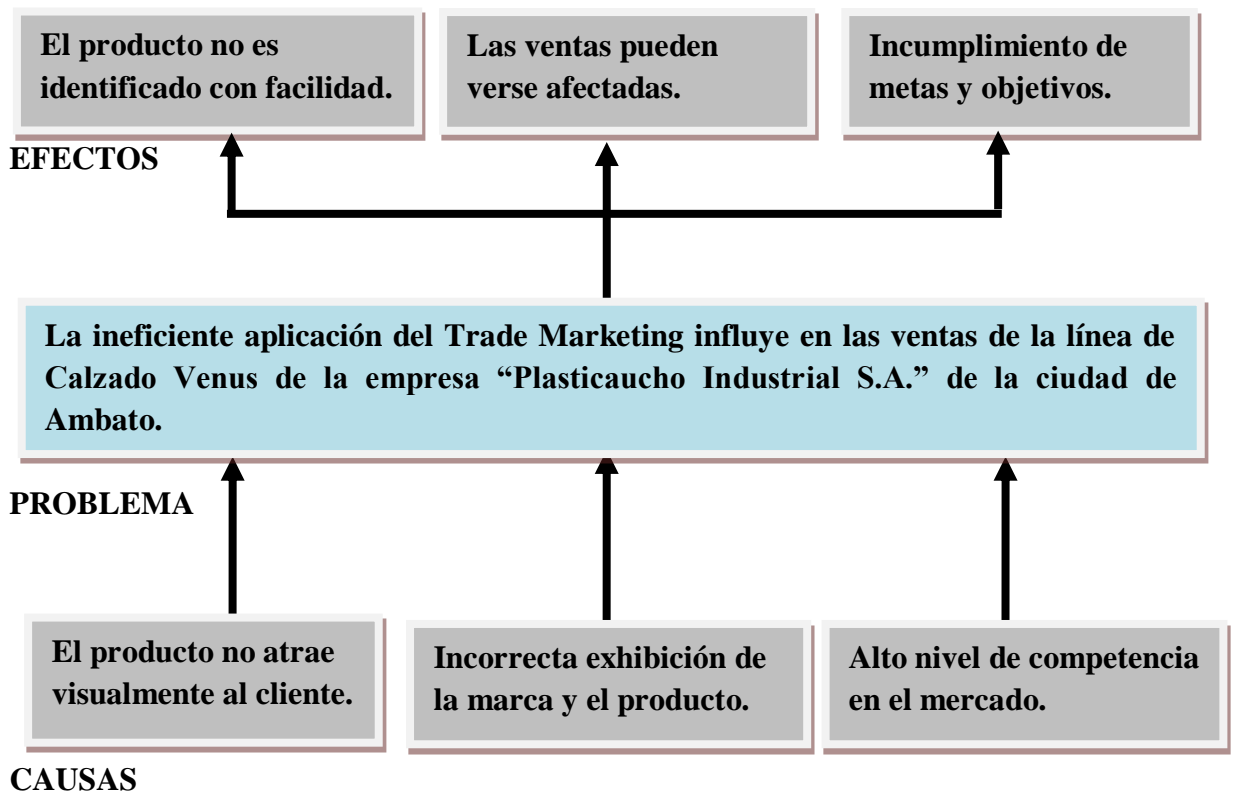 El producto no es
identificado con facilidad.
Las ventas pueden
verse afectadas.
Incumplimiento de
metas y objetivos.
EFECTOS
La ineficiente aplicación del Trade Marketing influye en las ventas de la línea de
Calzado Venus de la empresa “Plasticaucho Industrial S.A.” de la ciudad de
Ambato.
PROBLEMA
El producto no atrae
visualmente al cliente.
Incorrecta exhibición de
la marca y el producto.
Alto nivel de competencia
en el mercado.
CAUSAS